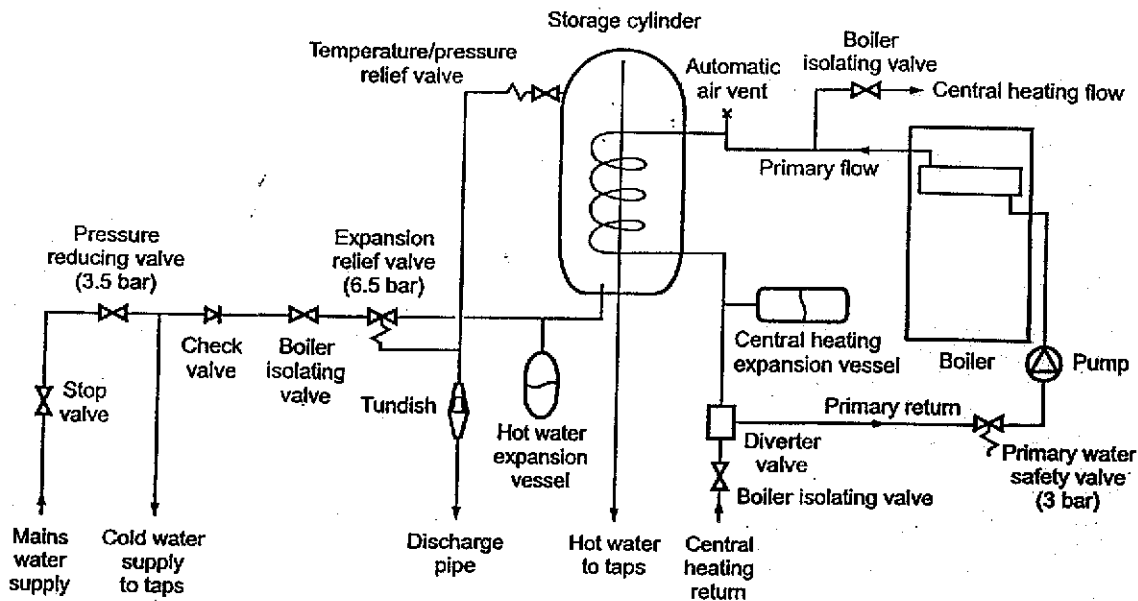 Storage cylinder
Temperature/pressure
relief valve
Automatic
air vent
Boiler
isolating valve
Central heating flow
Primary flow
Pressure
reducing valve
(3.5 bar)
Expansion
relief valve
(6.5 bar)
Check
valve
Boiler
isolating
valve
Stop
valve
Tundish
Hot water
expansion
vessel
Central heating
expansion vessel
Boiler
Pump
Primary return
Diverter
valve
Primary water
safety valve
(3 bar)
Boiler isolating valve
Mains
water
supply
Cold water
supply
to taps
Discharge
pipe
Hot water
to taps
Central
heating
return